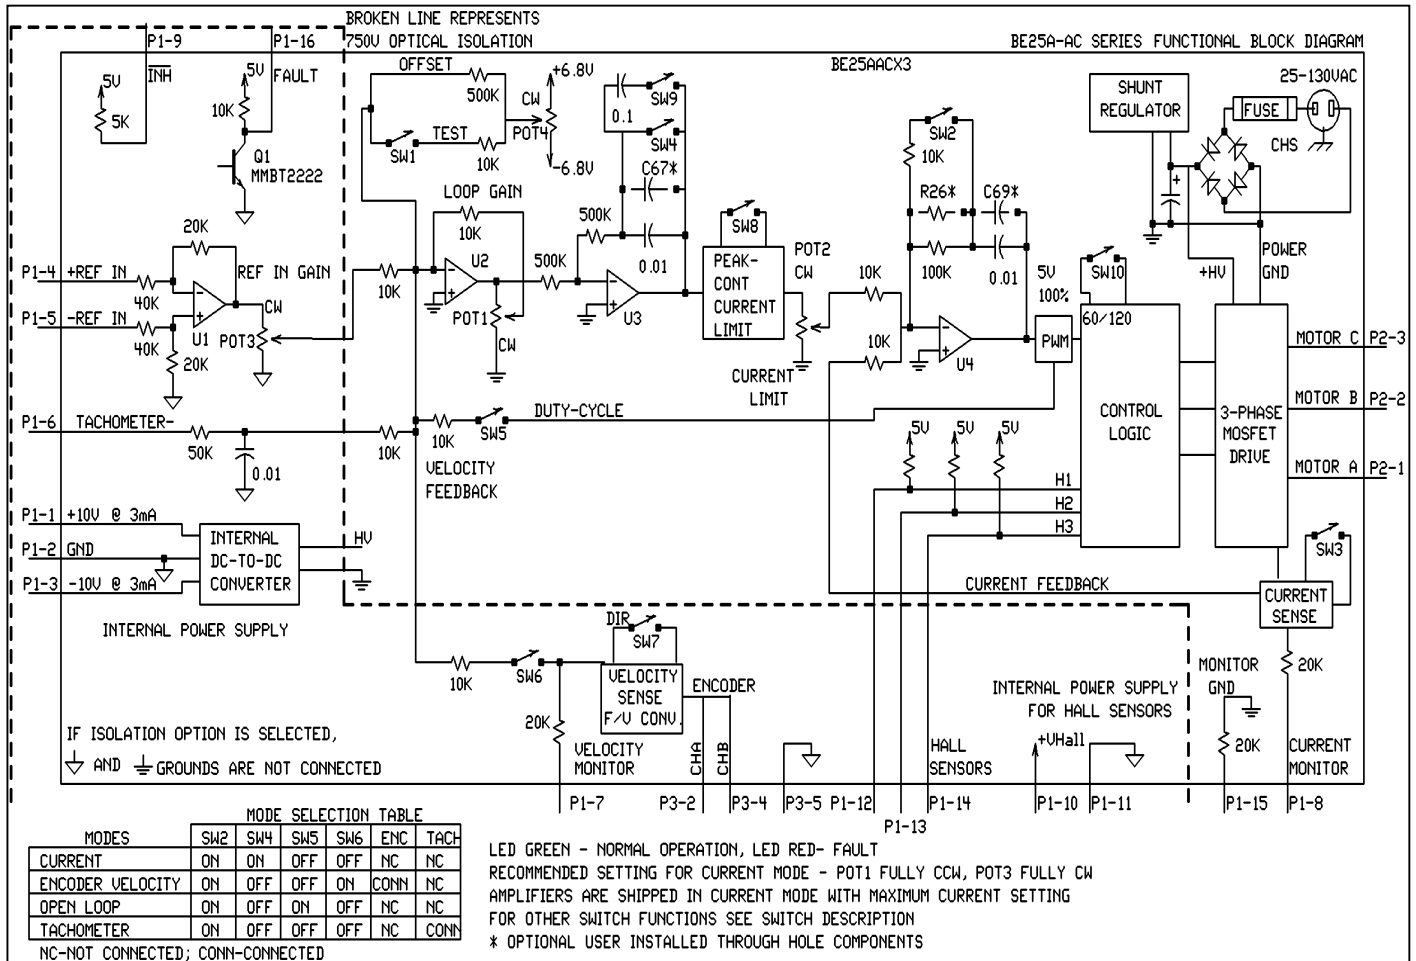 BROKEN LINE REPRESENTS
750V OPTICAL ISOLATION
BE25A-AC SERIES FUNCTIONAL BLOCK DIAGRAM
BE25AACX3
P1-9
INH
5V
5K
P1-16
FAULT
5V
10K
Q1
MMBT2222
OFFSET
500K
SW1
TEST
10K
CW
POT4
+6.8V
-6.8V
0.1
SW9
SW4
C67*
500K
0.01
SW2
10K
R26*
C69*
100K
0.01
SHUNT
REGULATOR
+
FUSE
25-130VAC
CHS
POWER
GND
+HV
P1-4
+REF IN
40K
20K
P1-5
-REF IN
40K
20K
-
+
U1
REF IN GAIN
CW
POT3
10K
LOOP GAIN
10K
-
+
U2
POT1
CW
500K
-
+
U3
SW8
PEAK-
CONT
CURRENT
LIMIT
POT2
CW
CURRENT
LIMIT
10K
10K
-
+
U4
5V
100%
PWM
SW10
60/120
CONTROL
LOGIC
3-PHASE
MOSFET
DRIVE
MOTOR C
P2-3
MOTOR B
P2-2
MOTOR A
P2-1
P1-6
TACHOMETER-
50K
0.01
10K
10K
SW5
DUTY-CYCLE
VELOCITY
FEEDBACK
5V
5V
5V
H1
H2
H3
P1-1
+10V @ 3mA
P1-2
GND
P1-3
-10V @ 3mA
INTERNAL
DC-TO-DC
CONVERTER
HV
INTERNAL POWER SUPPLY
CURRENT FEEDBACK
SW3
CURRENT
SENSE
20K
10K
SW6
DIR
SW7
VELOCITY
SENSE
F/V CONV.
ENCODER
20K
VELOCITY
MONITOR
CHA
CHB
HALL
SENSORS
INTERNAL POWER SUPPLY
FOR HALL SENSORS
+VHall
MONITOR
GND
20K
CURRENT
MONITOR
IF ISOLATION OPTION IS SELECTED,
AND
GROUNDS ARE NOT CONNECTED
P1-7
P3-2
P3-4
P3-5
P1-12
P1-13
P1-14
P1-10
P1-11
P1-15
P1-8
MODE SELECTION TABLE
MODES SW2 SW4 SW5 SW6 ENC TACH
CURRENT ON ON OFF OFF NC NC
ENCODER VELOCITY ON OFF OFF ON CONN NC
OPEN LOOP ON OFF ON OFF NC NC
TACHOMETER ON OFF OFF OFF NC CONN
NC-NOT CONNECTED; CONN-CONNECTED
LED GREEN - NORMAL OPERATION, LED RED- FAULT
RECOMMENDED SETTING FOR CURRENT MODE - POT1 FULLY CCW, POT3 FULLY CW
AMPLIFIERS ARE SHIPPED IN CURRENT MODE WITH MAXIMUM CURRENT SETTING
FOR OTHER SWITCH FUNCTIONS SEE SWITCH DESCRIPTION
* OPTIONAL USER INSTALLED THROUGH HOLE COMPONENTS